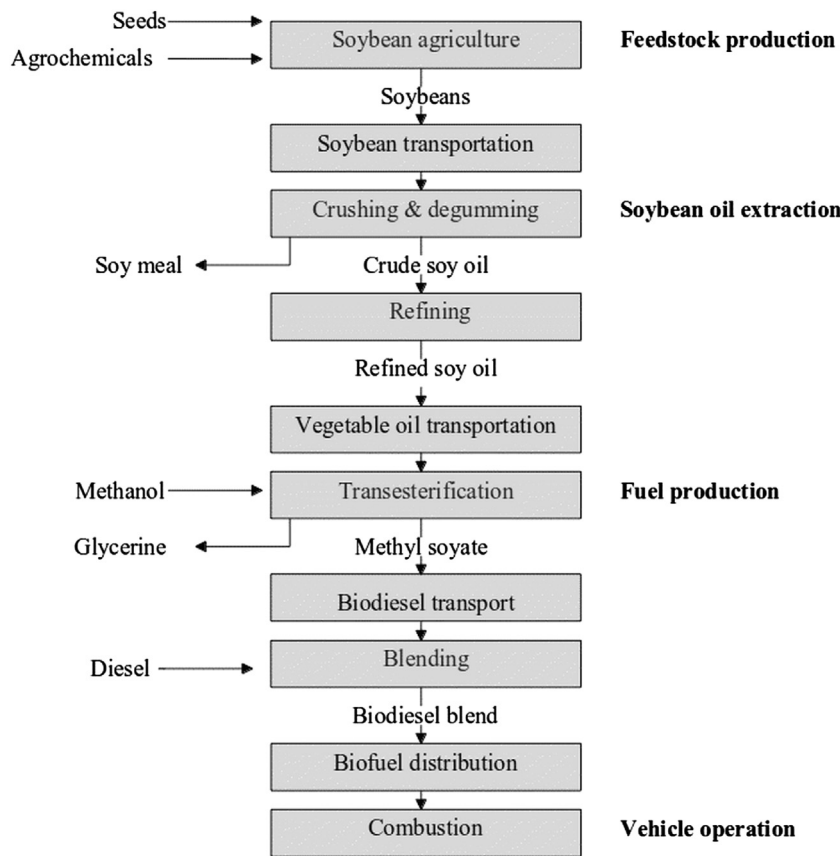 Seeds
Soybean agriculture
Feedstock production
Agrochemicals
Soybeans
Soybean transportation
Crushing & degumming
Soybean oil extraction
Soy meal
Crude soy oil
Refining
Refined soy oil
Vegetable oil transportation
Methanol
Transesterification
Fuel production
Glycerine
Methyl soyate
Biodiesel transport
Diesel
Blending
Biodiesel blend
Biofuel distribution
Combustion
Vehicle operation